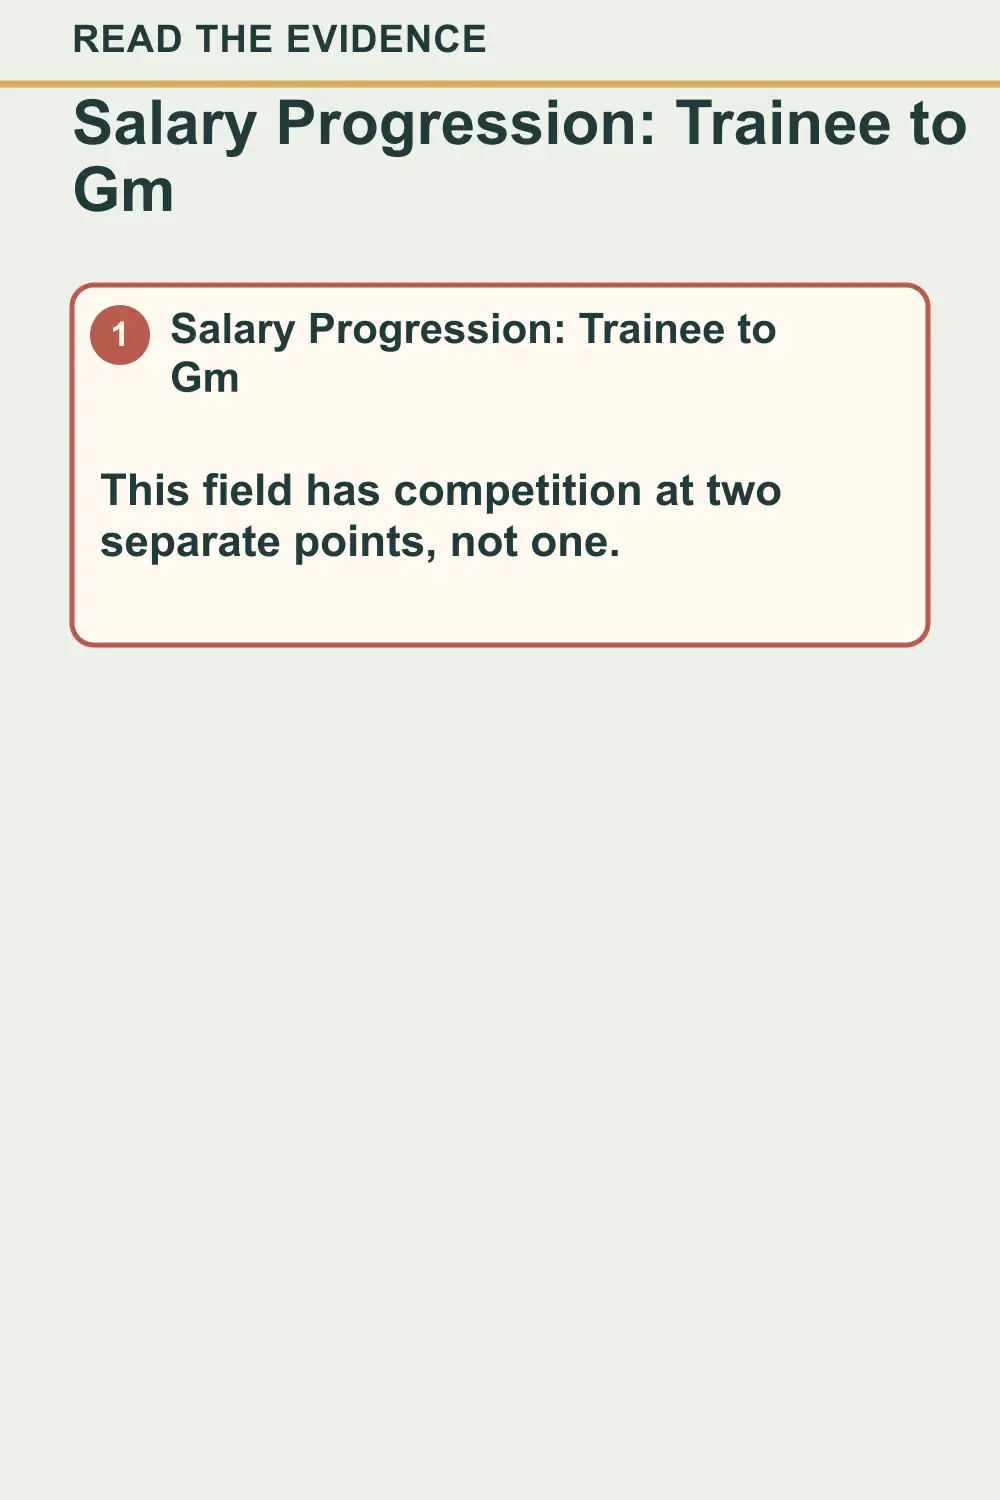 READ THE EVIDENCE
Salary Progression: Trainee to
Gm
1
Salary Progression: Trainee to
Gm
This field has competition at two
separate points, not one.